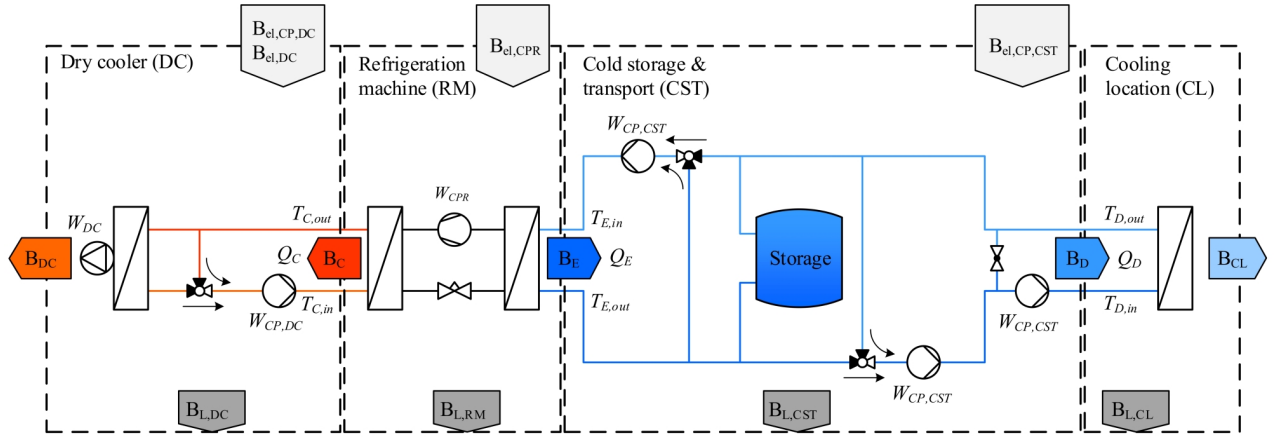 B_el,CP,DC
B_el,DC
B_el,CPR
B_el,CP,CST
Dry cooler (DC)
Refrigeration
machine (RM)
Cold storage &
transport (CST)
Cooling
location (CL)
W_CP,CST
W_DC
T_C,out
W_CPR
T_E,in
T_D,out
B_DC
Q_C
B_C
B_E
Q_E
Storage
B_D
Q_D
B_CL
W_CP,DC
T_C,in
T_E,out
W_CP,CST
T_D,in
W_CP,CST
B_L,DC
B_L,RM
B_L,CST
B_L,CL